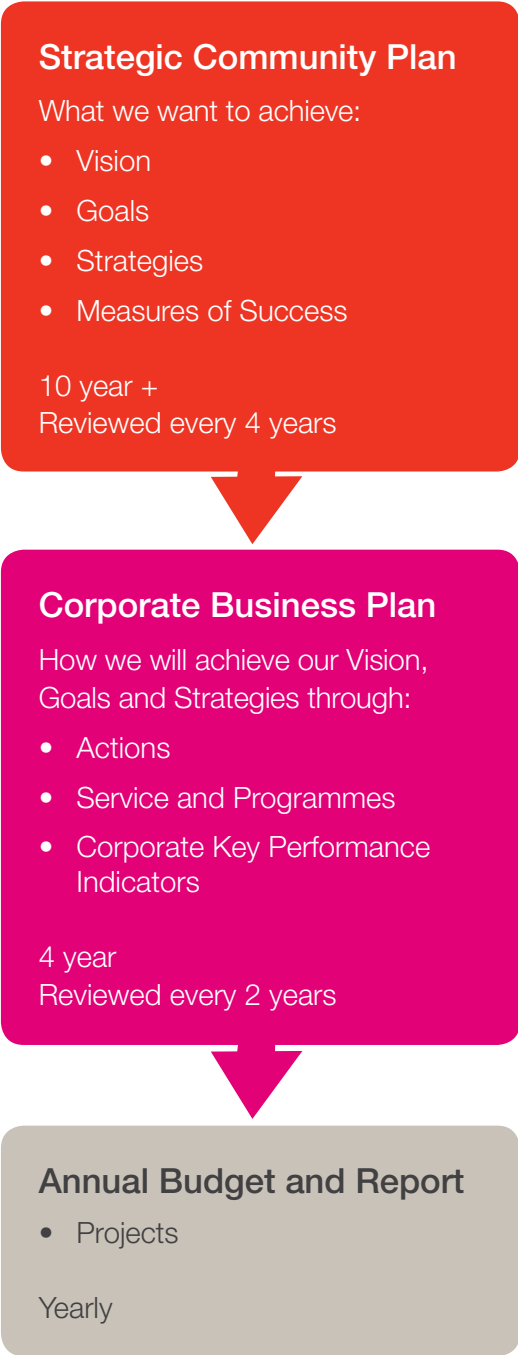 Strategic Community Plan
What we want to achieve:
• Vision
• Goals
• Strategies
• Measures of Success
10 year +
Reviewed every 4 years
Corporate Business Plan
How we will achieve our Vision,
Goals and Strategies through:
• Actions
• Service and Programmes
• Corporate Key Performance
Indicators
4 year
Reviewed every 2 years
Annual Budget and Report
• Projects
Yearly